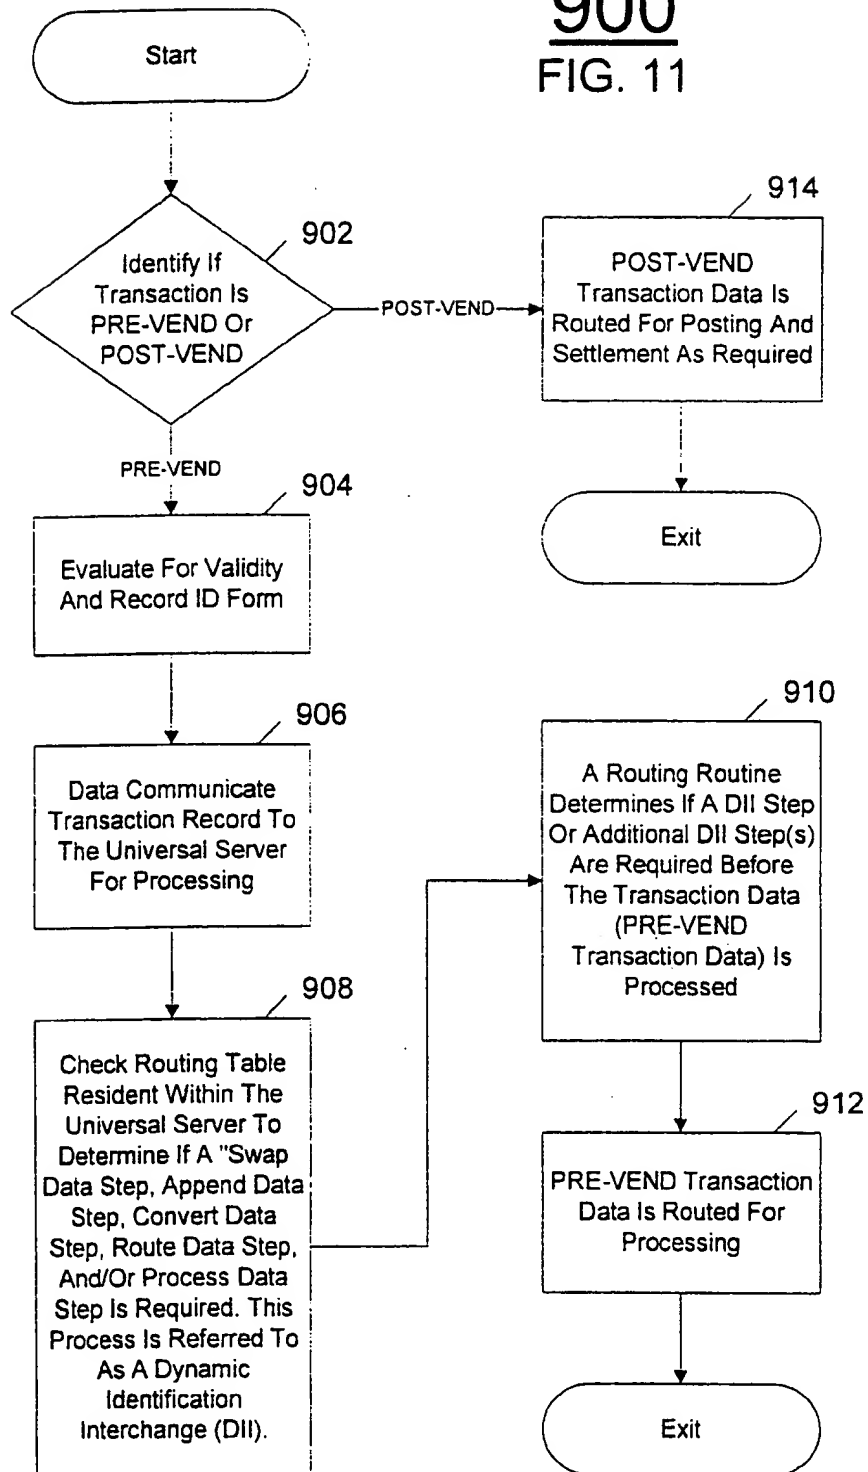 900
FIG. 11
Start
902
Identify If
Transaction Is
PRE-VEND Or
POST-VEND
POST-VEND
914
POST-VEND
Transaction Data Is
Routed For Posting And
Settlement As Required
Exit
PRE-VEND
904
Evaluate For Validity
And Record ID Form
906
Data Communicate
Transaction Record To
The Universal Server
For Processing
908
Check Routing Table
Resident Within The
Universal Server To
Determine If A "Swap
Data Step, Append Data
Step, Convert Data
Step, Route Data Step,
And/Or Process Data
Step Is Required. This
Process Is Referred To
As A Dynamic
Identification
Interchange (DII).
910
A Routing Routine
Determines If A DII Step
Or Additional DII Step(s)
Are Required Before
The Transaction Data
(PRE-VEND
Transaction Data) Is
Processed
912
PRE-VEND Transaction
Data Is Routed For
Processing
Exit